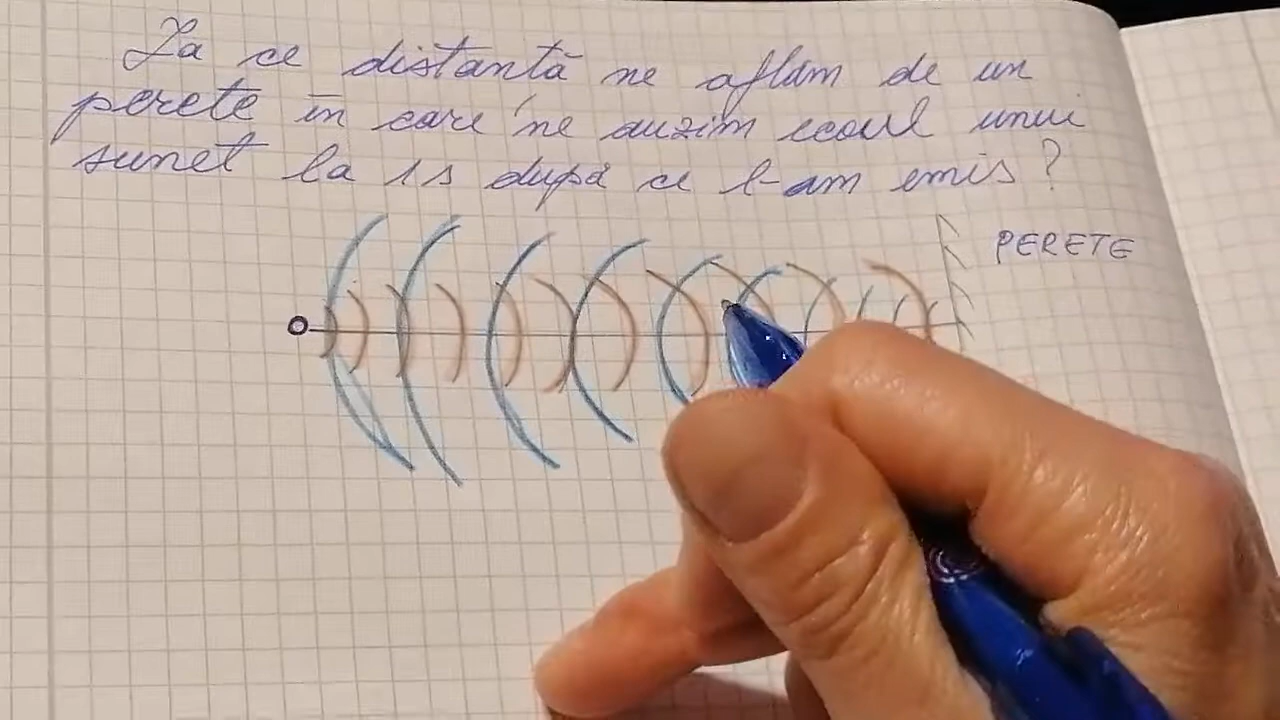 La ce distantă ne aflăm de un
perete în care ne auzim ecoul unui
sunet la 1s după ce l-am emis?
PERETE